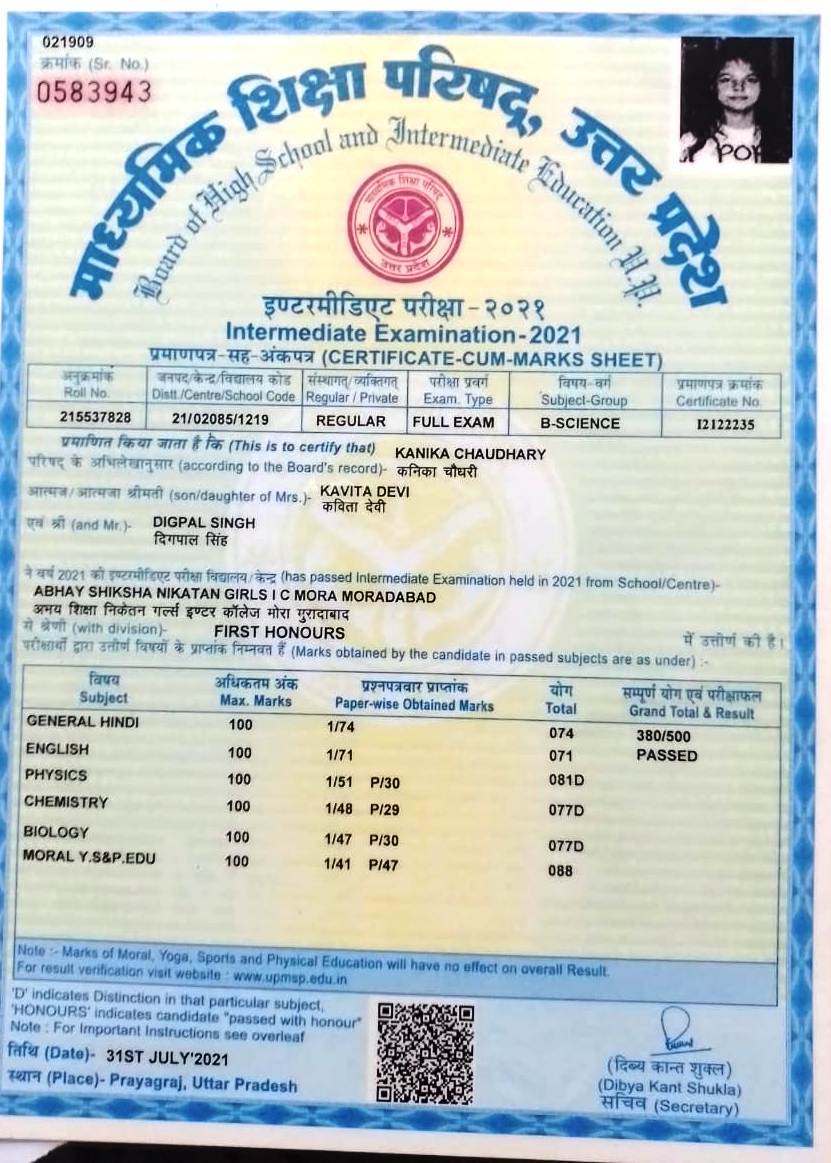 021909
क्रमांक (Sr. No.)
0583943
माध्यमिक शिक्षा परिषद्, उत्तर प्रदेश
Board of High School and Intermediate Education U.P.
माध्यमिक शिक्षा परिषद्
उत्तर प्रदेश
इण्टरमीडिएट परीक्षा - २०२१
Intermediate Examination-2021
प्रमाणपत्र-सह-अंकपत्र (CERTIFICATE-CUM-MARKS SHEET)
अनुक्रमांक जनपद/केन्द्र/विद्यालय कोड संस्थागत/व्यक्तिगत परीक्षा प्रवर्ग विषय-वर्ग प्रमाणपत्र क्रमांक
Roll No. Distt./Centre/School Code Regular / Private Exam. Type Subject-Group Certificate No.
215537828 21/02085/1219 REGULAR FULL EXAM B-SCIENCE I2122235
प्रमाणित किया जाता है कि (This is to certify that) KANIKA CHAUDHARY
परिषद के अभिलेखानुसार (according to the Board's record)- कनिका चौधरी
आत्मज/आत्मजा श्रीमती (son/daughter of Mrs.)- KAVITA DEVI
कविता देवी
एवं श्री (and Mr.)- DIGPAL SINGH
दिगपाल सिंह
ने वर्ष 2021 की इण्टरमीडिएट परीक्षा विद्यालय/केन्द्र (has passed Intermediate Examination held in 2021 from School/Centre)-
ABHAY SHIKSHA NIKATAN GIRLS I C MORA MORADABAD
अभय शिक्षा निकेतन गर्ल्स इण्टर कॉलेज मोरा मुरादाबाद
से श्रेणी (with division)- FIRST HONOURS में उत्तीर्ण की है।
परीक्षार्थी द्वारा उत्तीर्ण विषयों के प्राप्तांक निम्नवत हैं (Marks obtained by the candidate in passed subjects are as under) :-
विषय अधिकतम अंक प्रश्नपत्रवार प्राप्तांक योग सम्पूर्ण योग एवं परीक्षाफल
Subject Max. Marks Paper-wise Obtained Marks Total Grand Total & Result
GENERAL HINDI 100 1/74 074 380/500
ENGLISH 100 1/71 071 PASSED
PHYSICS 100 1/51 P/30 081D
CHEMISTRY 100 1/48 P/29 077D
BIOLOGY 100 1/47 P/30 077D
MORAL Y.S&P.EDU 100 1/41 P/47 088
Note :- Marks of Moral, Yoga, Sports and Physical Education will have no effect on overall Result.
For result verification visit website : www.upmsp.edu.in
'D' indicates Distinction in that particular subject,
'HONOURS' indicates candidate "passed with honour"
Note : For Important Instructions see overleaf
तिथि (Date)- 31ST JULY'2021
स्थान (Place)- Prayagraj, Uttar Pradesh
(दिब्य कान्त शुक्ल)
(Dibya Kant Shukla)
सचिव (Secretary)